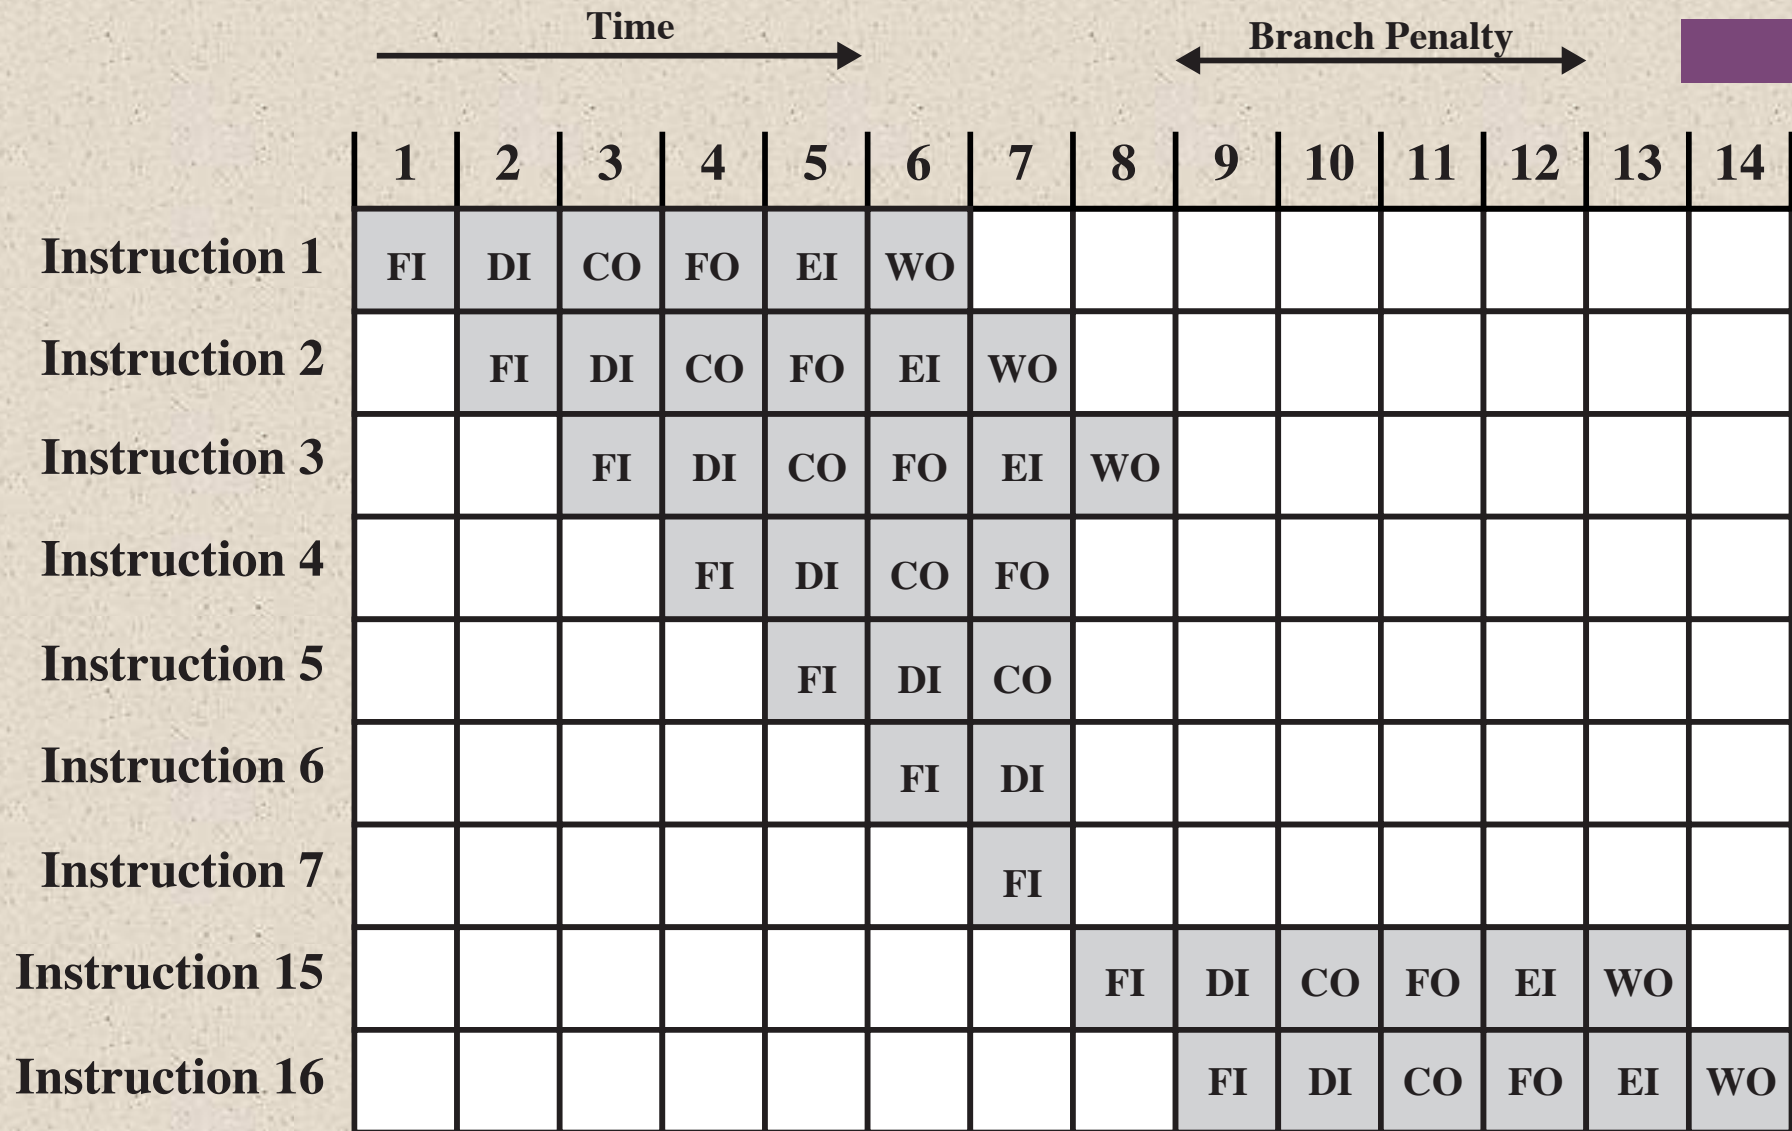 Time
Branch Penalty
1 2 3 4 5 6 7 8 9 10 11 12 13 14
Instruction 1 FI DI CO FO EI WO
Instruction 2 FI DI CO FO EI WO
Instruction 3 FI DI CO FO EI WO
Instruction 4 FI DI CO FO
Instruction 5 FI DI CO
Instruction 6 FI DI
Instruction 7 FI
Instruction 15 FI DI CO FO EI WO
Instruction 16 FI DI CO FO EI WO